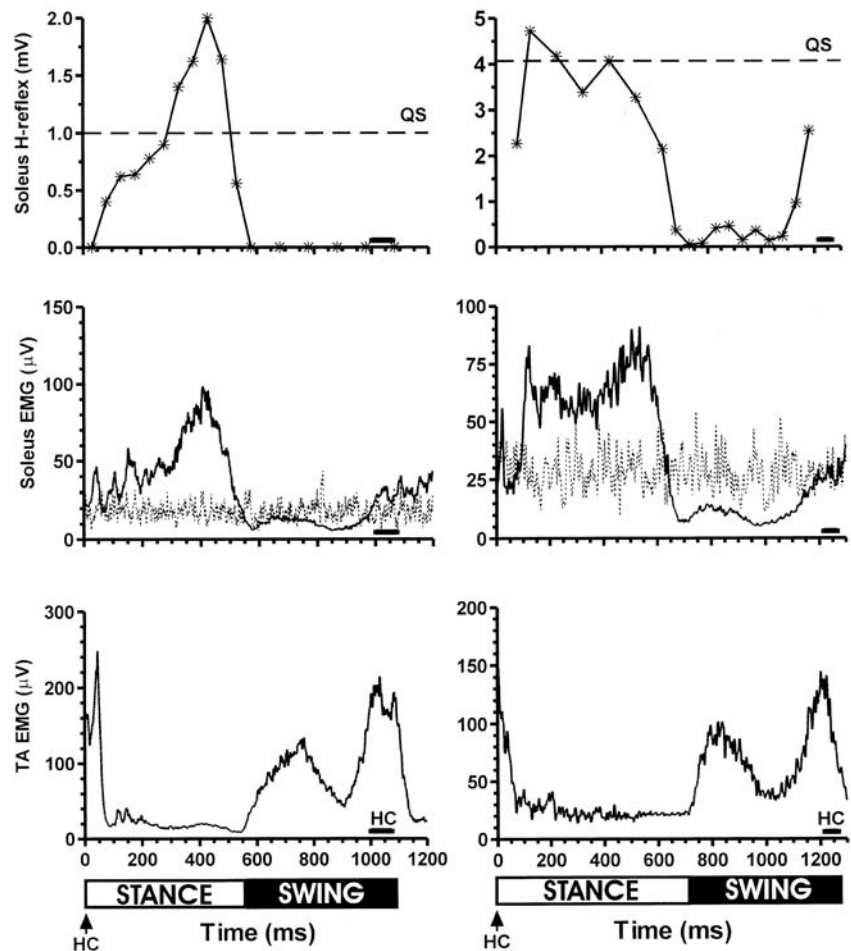 Soleus H-reflex (mV)
2.0
1.5
1.0
0.5
0.0
QS
5
4
3
2
1
0
QS
Soleus EMG (µV)
150
100
50
0
100
75
50
25
0
TA EMG (µV)
300
200
100
0
HC
200
150
100
50
0
HC
0 200 400 600 800 1000 1200
0 200 400 600 800 1000 1200
STANCE SWING
STANCE SWING
HC
Time (ms)
HC
Time (ms)